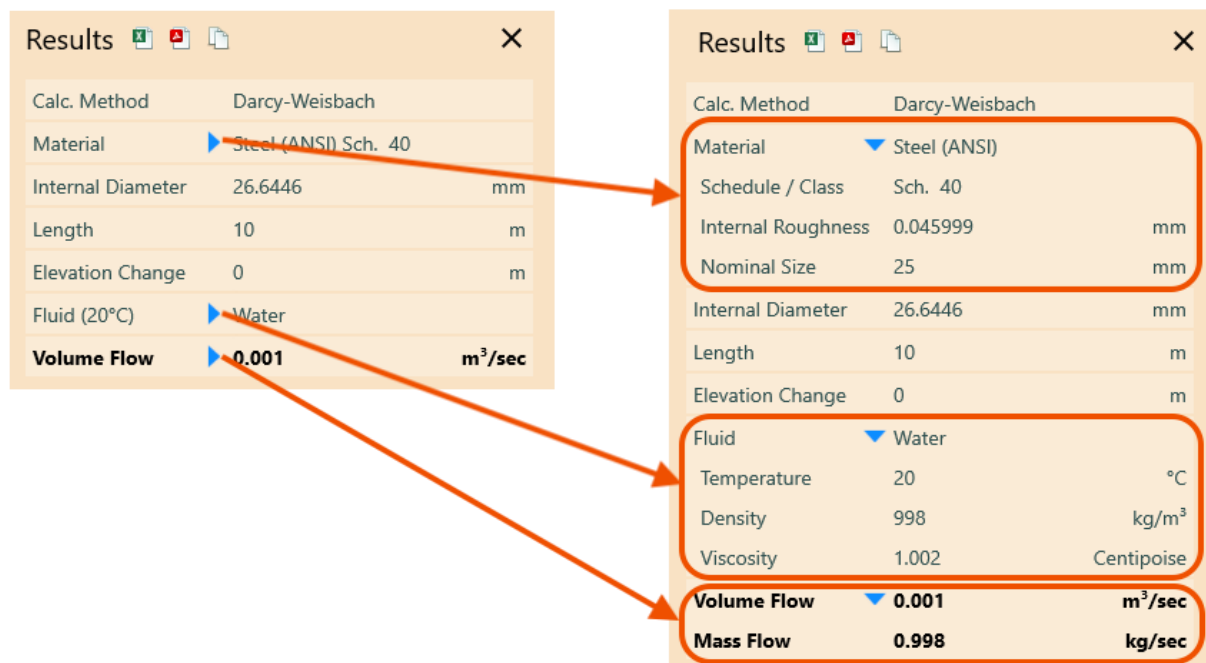 Results
Calc. Method Darcy-Weisbach
Material Steel (ANSI) Sch. 40
Internal Diameter 26.6446 mm
Length 10 m
Elevation Change 0 m
Fluid (20°C) Water
Volume Flow 0.001 m³/sec
Results
Calc. Method Darcy-Weisbach
Material Steel (ANSI)
Schedule / Class Sch. 40
Internal Roughness 0.045999 mm
Nominal Size 25 mm
Internal Diameter 26.6446 mm
Length 10 m
Elevation Change 0 m
Fluid Water
Temperature 20 °C
Density 998 kg/m³
Viscosity 1.002 Centipoise
Volume Flow 0.001 m³/sec
Mass Flow 0.998 kg/sec